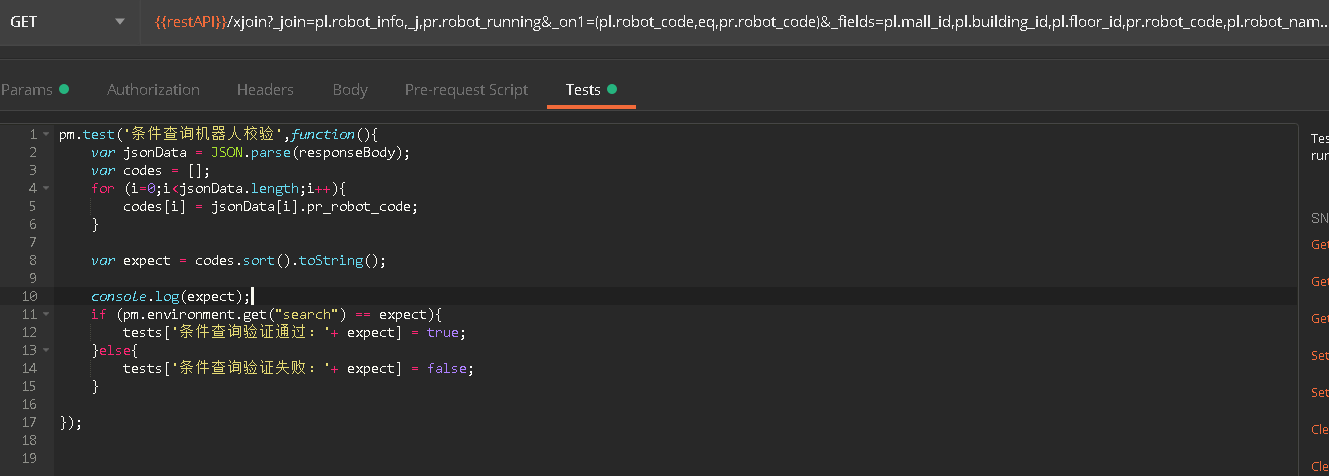 GET {{restAPI}}/xjoin?_join=pl.robot_info,_j,pr.robot_running&_on1=(pl.robot_code,eq,pr.robot_code)&_fields=pl.mall_id,pl.building_id,pl.floor_id,pr.robot_code,pl.robot_nam...
Params Authorization Headers Body Pre-request Script Tests
1 pm.test('条件查询机器人校验',function(){
2 var jsonData = JSON.parse(responseBody);
3 var codes = [];
4 for (i=0;i<jsonData.length;i++){
5 codes[i] = jsonData[i].pr_robot_code;
6 }
7
8 var expect = codes.sort().toString();
9
10 console.log(expect);
11 if (pm.environment.get("search") == expect){
12 tests['条件查询验证通过：'+ expect] = true;
13 }else{
14 tests['条件查询验证失败：'+ expect] = false;
15 }
16
17 });
18
19
Tes
run
SN
Get
Get
Get
Set
Set
Cle
Cle